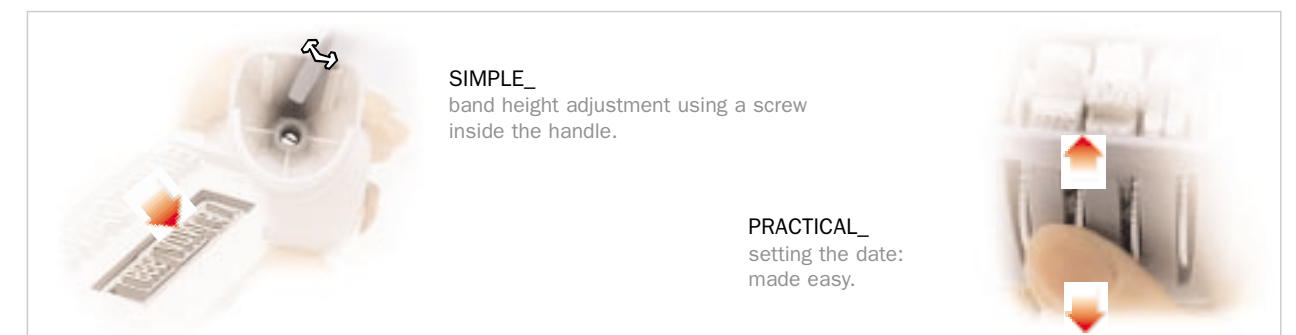 SIMPLE_
band height adjustment using a screw
inside the handle.
PRACTICAL_
setting the date:
made easy.